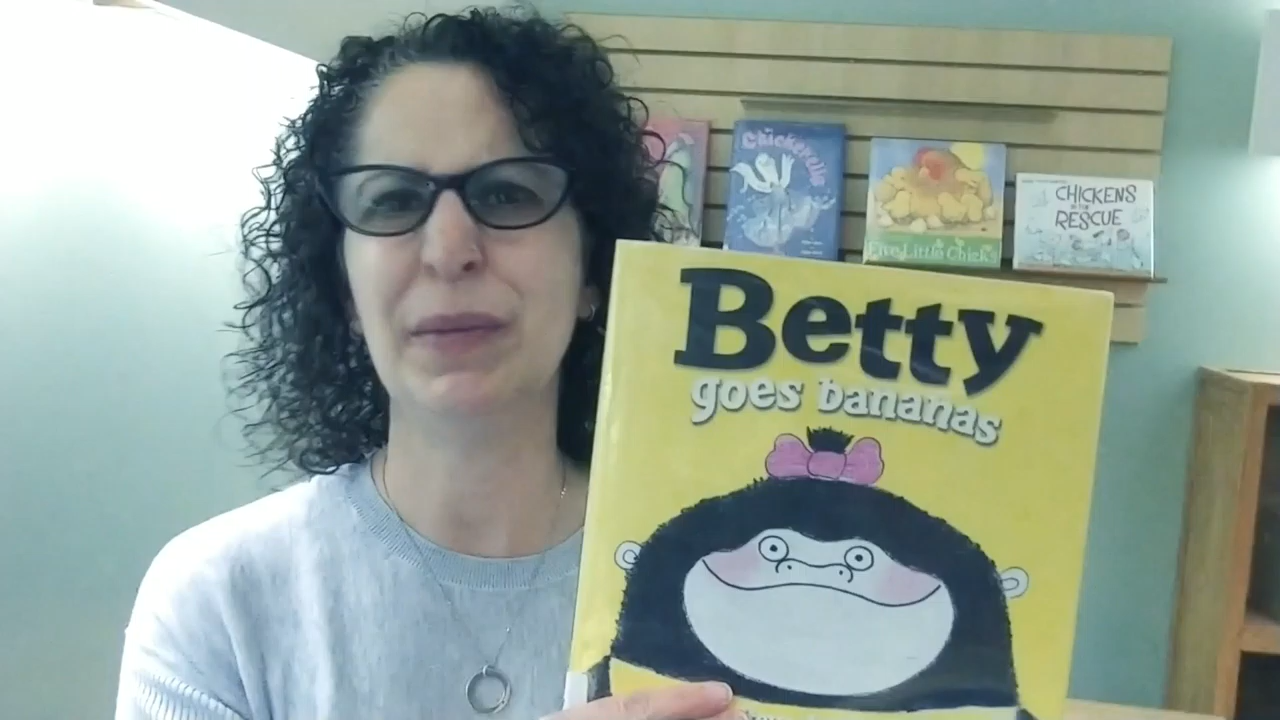 Chickerella
Five Little Chicks
CHICKENS
TO THE
RESCUE
Betty
goes bananas